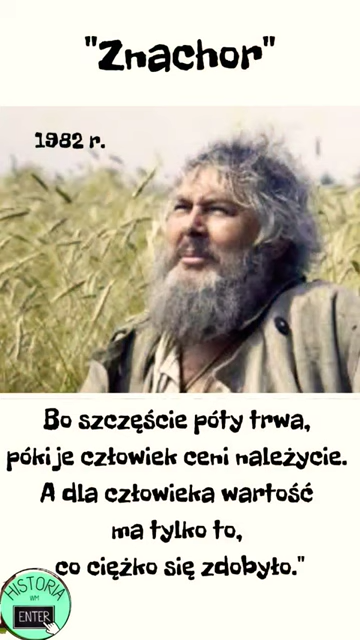 "Znachor"
1982 r.
Bo szczęście póty trwa,
póki je człowiek ceni należycie.
A dla człowieka wartość
ma tylko to,
co ciężko się zdobyło."
HISTORIA
WM
ENTER